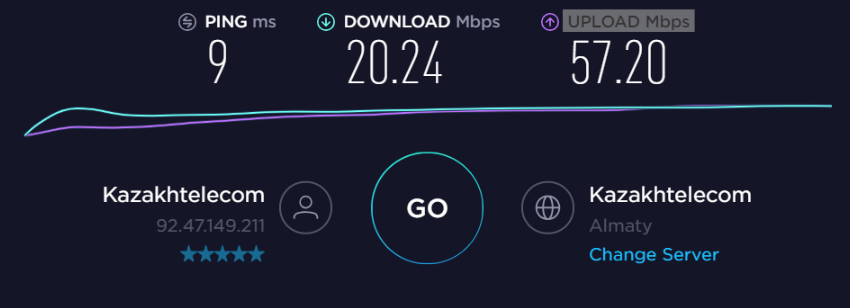 PING ms
DOWNLOAD Mbps
UPLOAD Mbps
9
20.24
57.20
Kazakhtelecom
92.47.149.211
GO
Kazakhtelecom
Almaty
Change Server